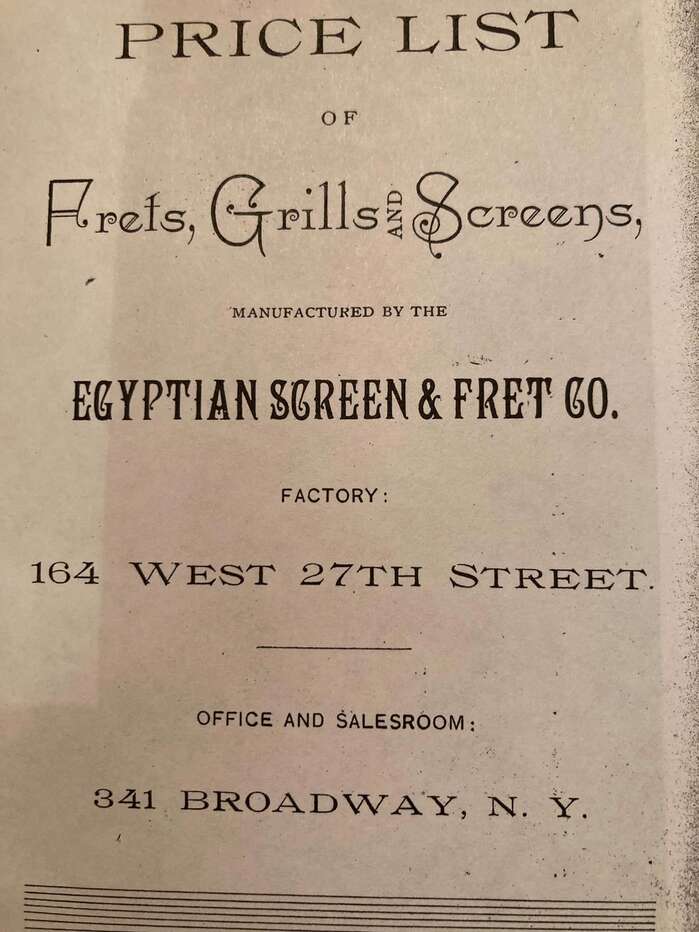 PRICE LIST
OF
Frets, Grills AND Screens,
MANUFACTURED BY THE
EGYPTIAN SCREEN & FRET CO.
FACTORY:
164 WEST 27TH STREET.
OFFICE AND SALESROOM:
341 BROADWAY, N. Y.